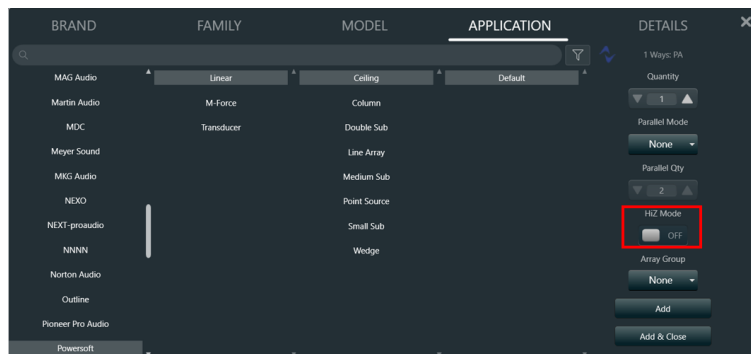 BRAND
FAMILY
MODEL
APPLICATION
DETAILS
1 Ways: PA
MAG Audio
Martin Audio
MDC
Meyer Sound
MKG Audio
NEXO
NEXT-proaudio
NNNN
Norton Audio
Outline
Pioneer Pro Audio
Powersoft
Linear
M-Force
Transducer
Ceiling
Column
Double Sub
Line Array
Medium Sub
Point Source
Small Sub
Wedge
Default
Quantity
1
Parallel Mode
None
Parallel Qty
2
HiZ Mode
OFF
Array Group
None
Add
Add & Close